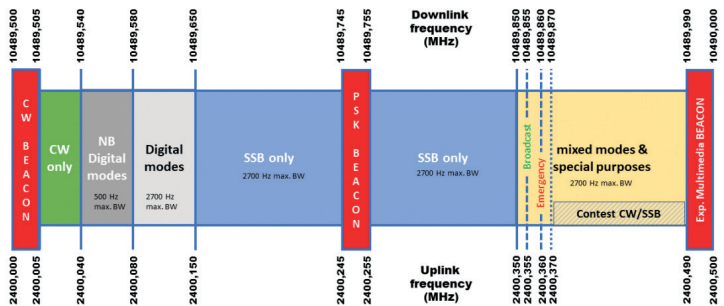 Downlink
frequency
(MHz)
10489,500
10489,505
10489,540
10489,580
10489,650
10489,745
10489,755
10489,850
10489,855
10489,860
10489,870
10489,990
10490,000
CW BEACON
CW
only
NB
Digital
modes
500 Hz
max. BW
Digital
modes
2700 Hz
max. BW
SSB only
2700 Hz max. BW
PSK BEACON
SSB only
2700 Hz max. BW
Broadcast
Emergency
mixed modes &
special purposes
2700 Hz max. BW
Contest CW/SSB
Exp. Multimedia BEACON
2400,000
2400,005
2400,040
2400,080
2400,150
2400,245
2400,255
2400,350
2400,355
2400,360
2400,370
2400,490
2400,500
Uplink
frequency
(MHz)